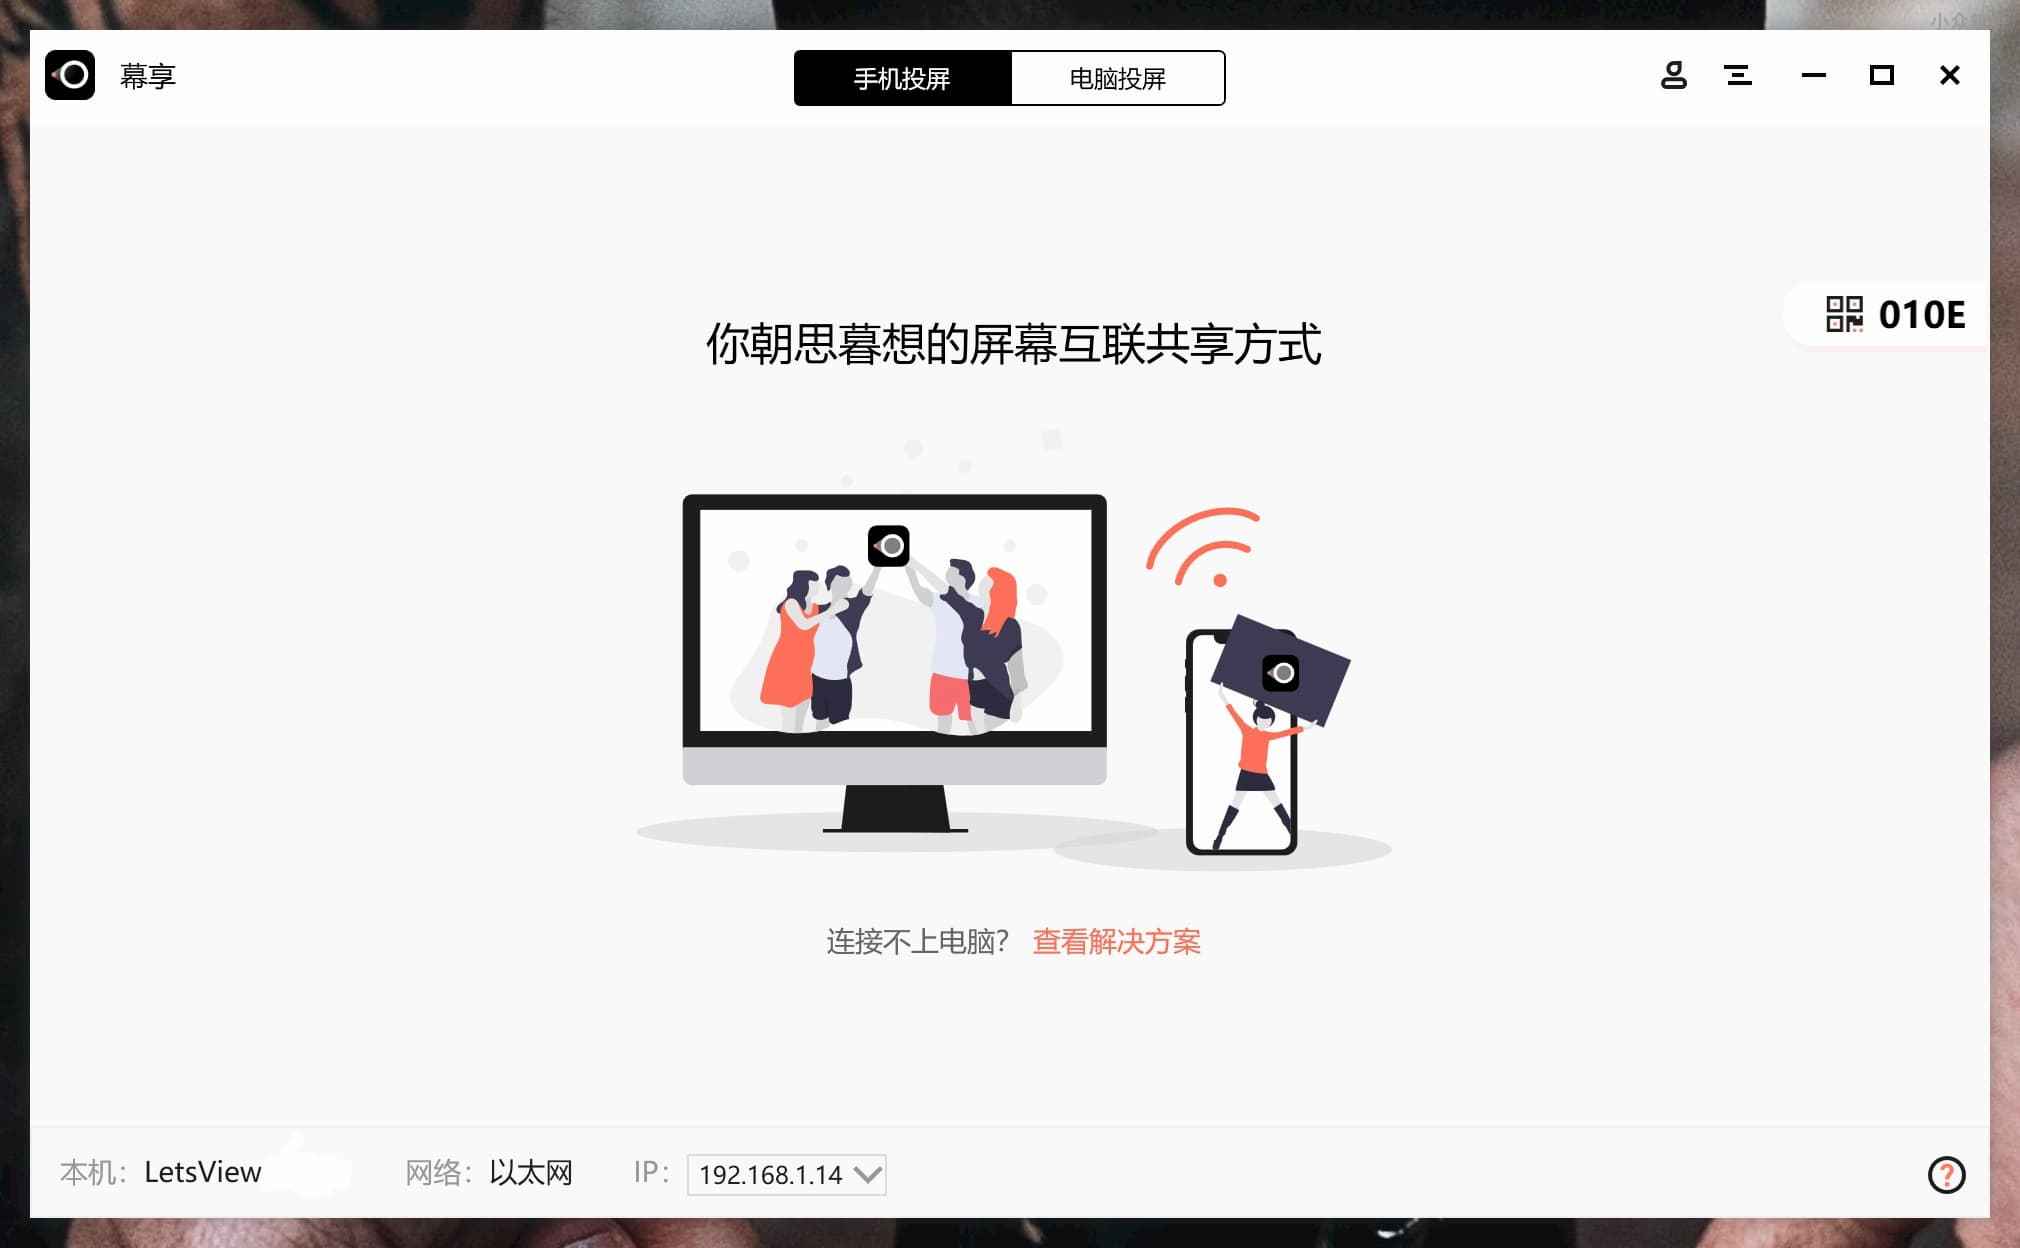 幕享
手机投屏
电脑投屏
010E
你朝思暮想的屏幕互联共享方式
连接不上电脑? 查看解决方案
本机: LetsView
网络: 以太网
IP: 192.168.1.14
?